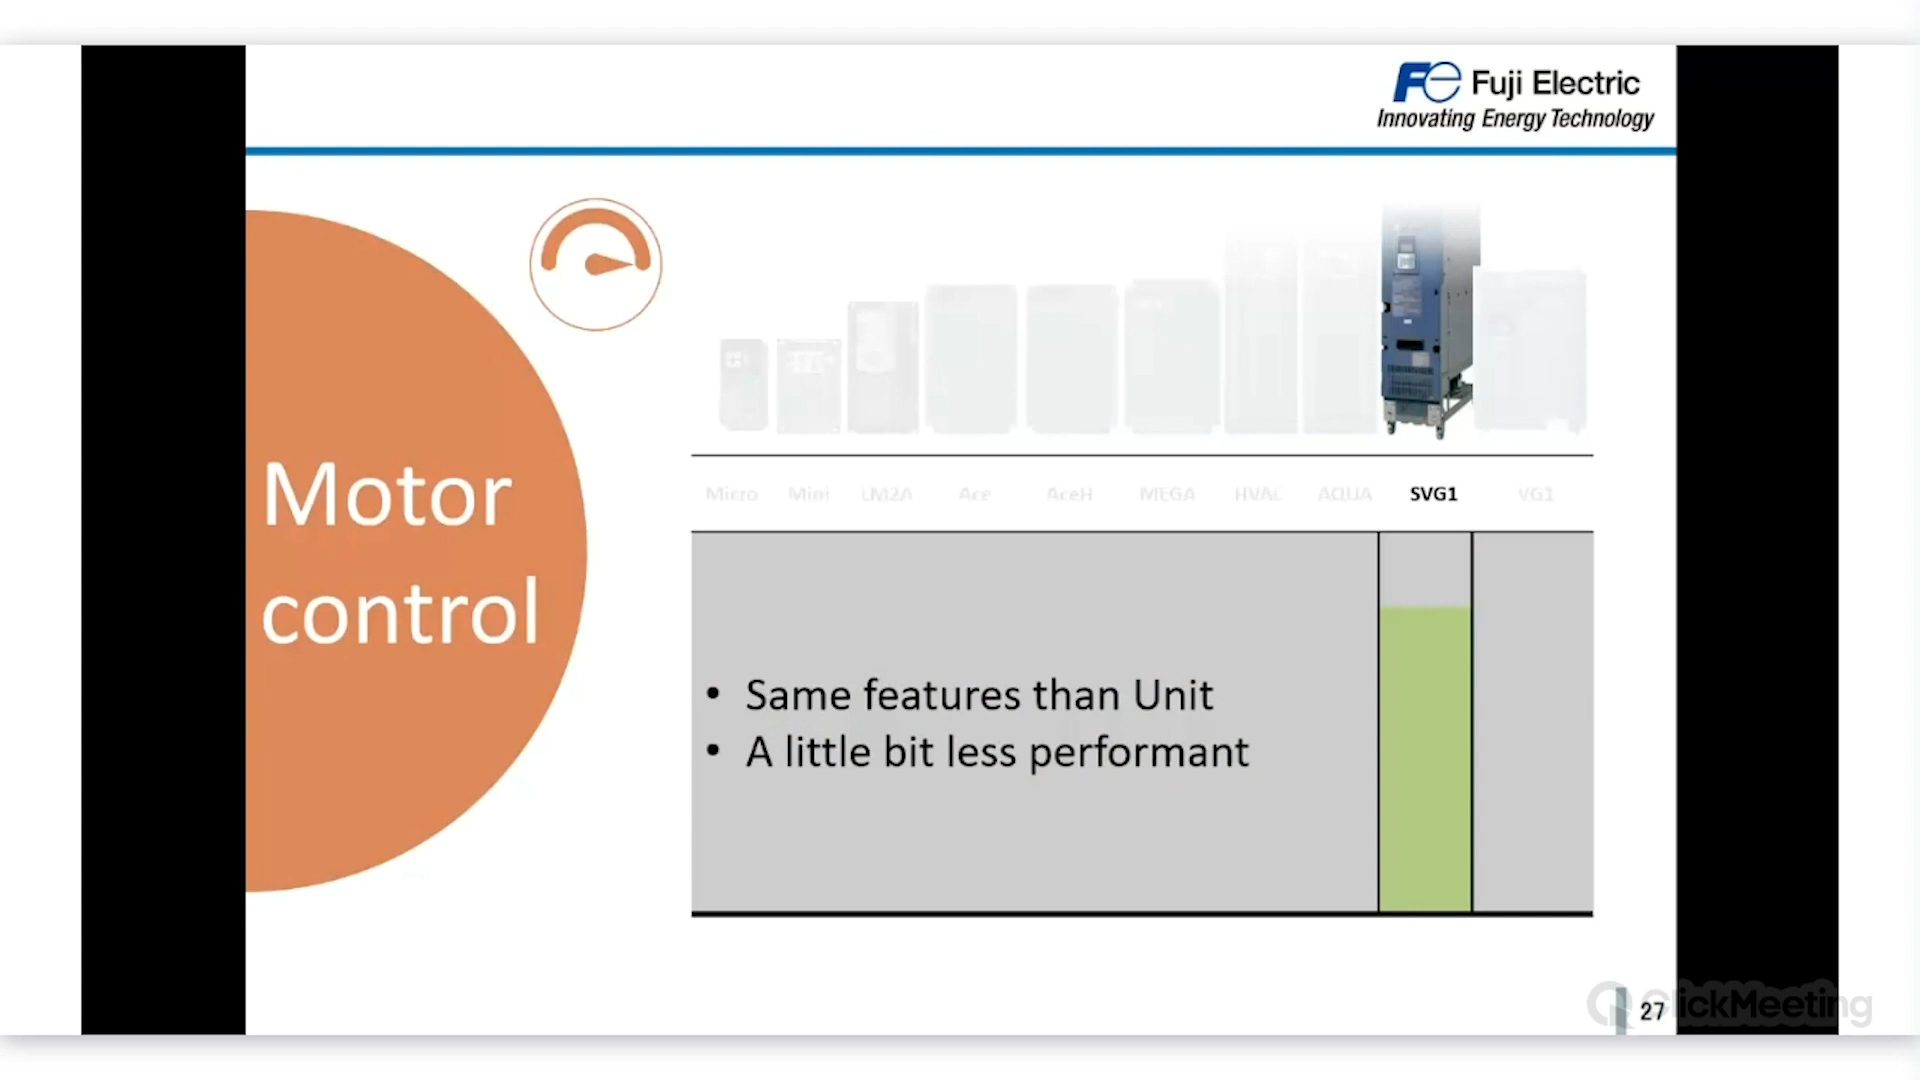 Fe Fuji Electric
Innovating Energy Technology
Motor
control
Micro Mini LM2A Ace AceH MEGA HVAC AQUA SVG1 VG1
• Same features than Unit
• A little bit less performant
27
ClickMeeting